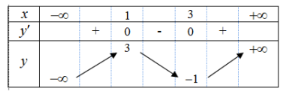 x −∞ 1 3 +∞
y' + 0 - 0 +
3 +∞
y
−∞ −1